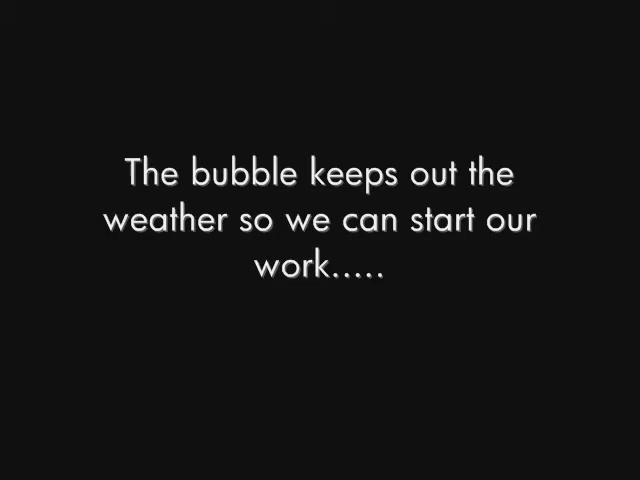 The bubble keeps out the
weather so we can start our
work.....